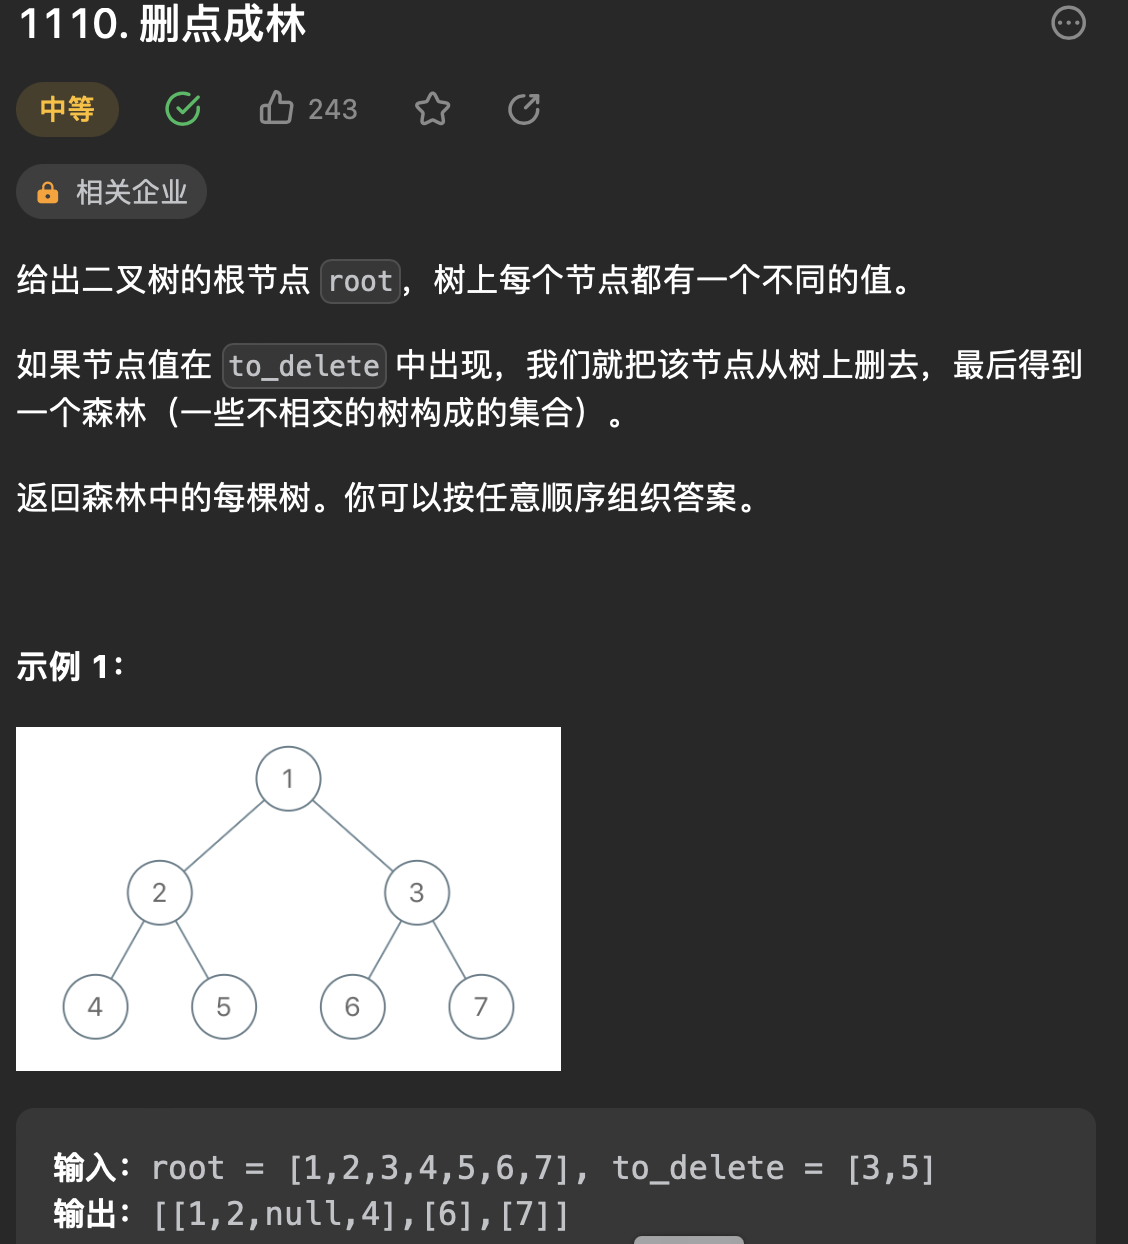 1110. 删点成林
中等
243
相关企业
给出二叉树的根节点 root，树上每个节点都有一个不同的值。
如果节点值在 to_delete 中出现，我们就把该节点从树上删去，最后得到
一个森林（一些不相交的树构成的集合）。
返回森林中的每棵树。你可以按任意顺序组织答案。
示例 1：
1
2 3
4 5 6 7
输入：root = [1,2,3,4,5,6,7], to_delete = [3,5]
输出：[[1,2,null,4],[6],[7]]